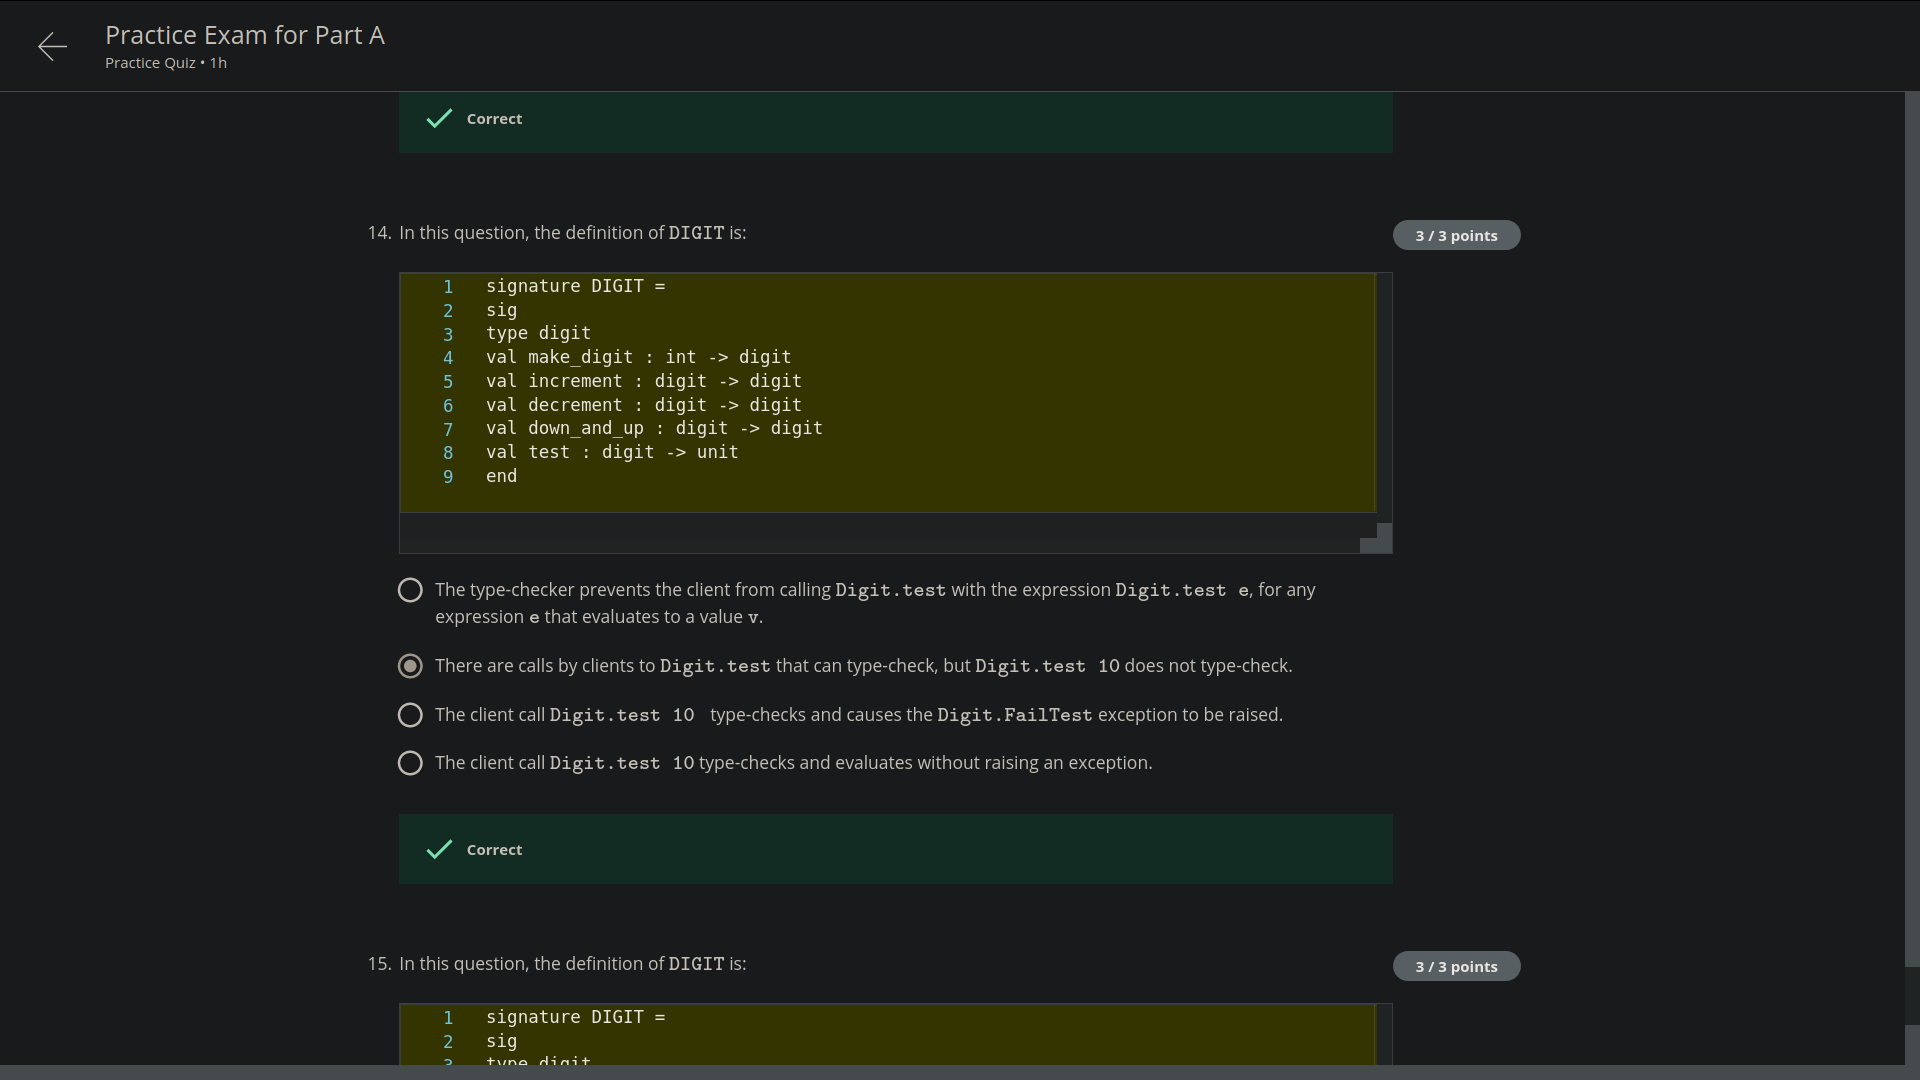 Practice Exam for Part A
Practice Quiz • 1h
Correct
14. In this question, the definition of DIGIT is:
3 / 3 points
1 signature DIGIT =
2 sig
3 type digit
4 val make_digit : int -> digit
5 val increment : digit -> digit
6 val decrement : digit -> digit
7 val down_and_up : digit -> digit
8 val test : digit -> unit
9 end
The type-checker prevents the client from calling Digit.test with the expression Digit.test e, for any
expression e that evaluates to a value v.
There are calls by clients to Digit.test that can type-check, but Digit.test 10 does not type-check.
The client call Digit.test 10 type-checks and causes the Digit.FailTest exception to be raised.
The client call Digit.test 10 type-checks and evaluates without raising an exception.
Correct
15. In this question, the definition of DIGIT is:
3 / 3 points
1 signature DIGIT =
2 sig
3 type digit